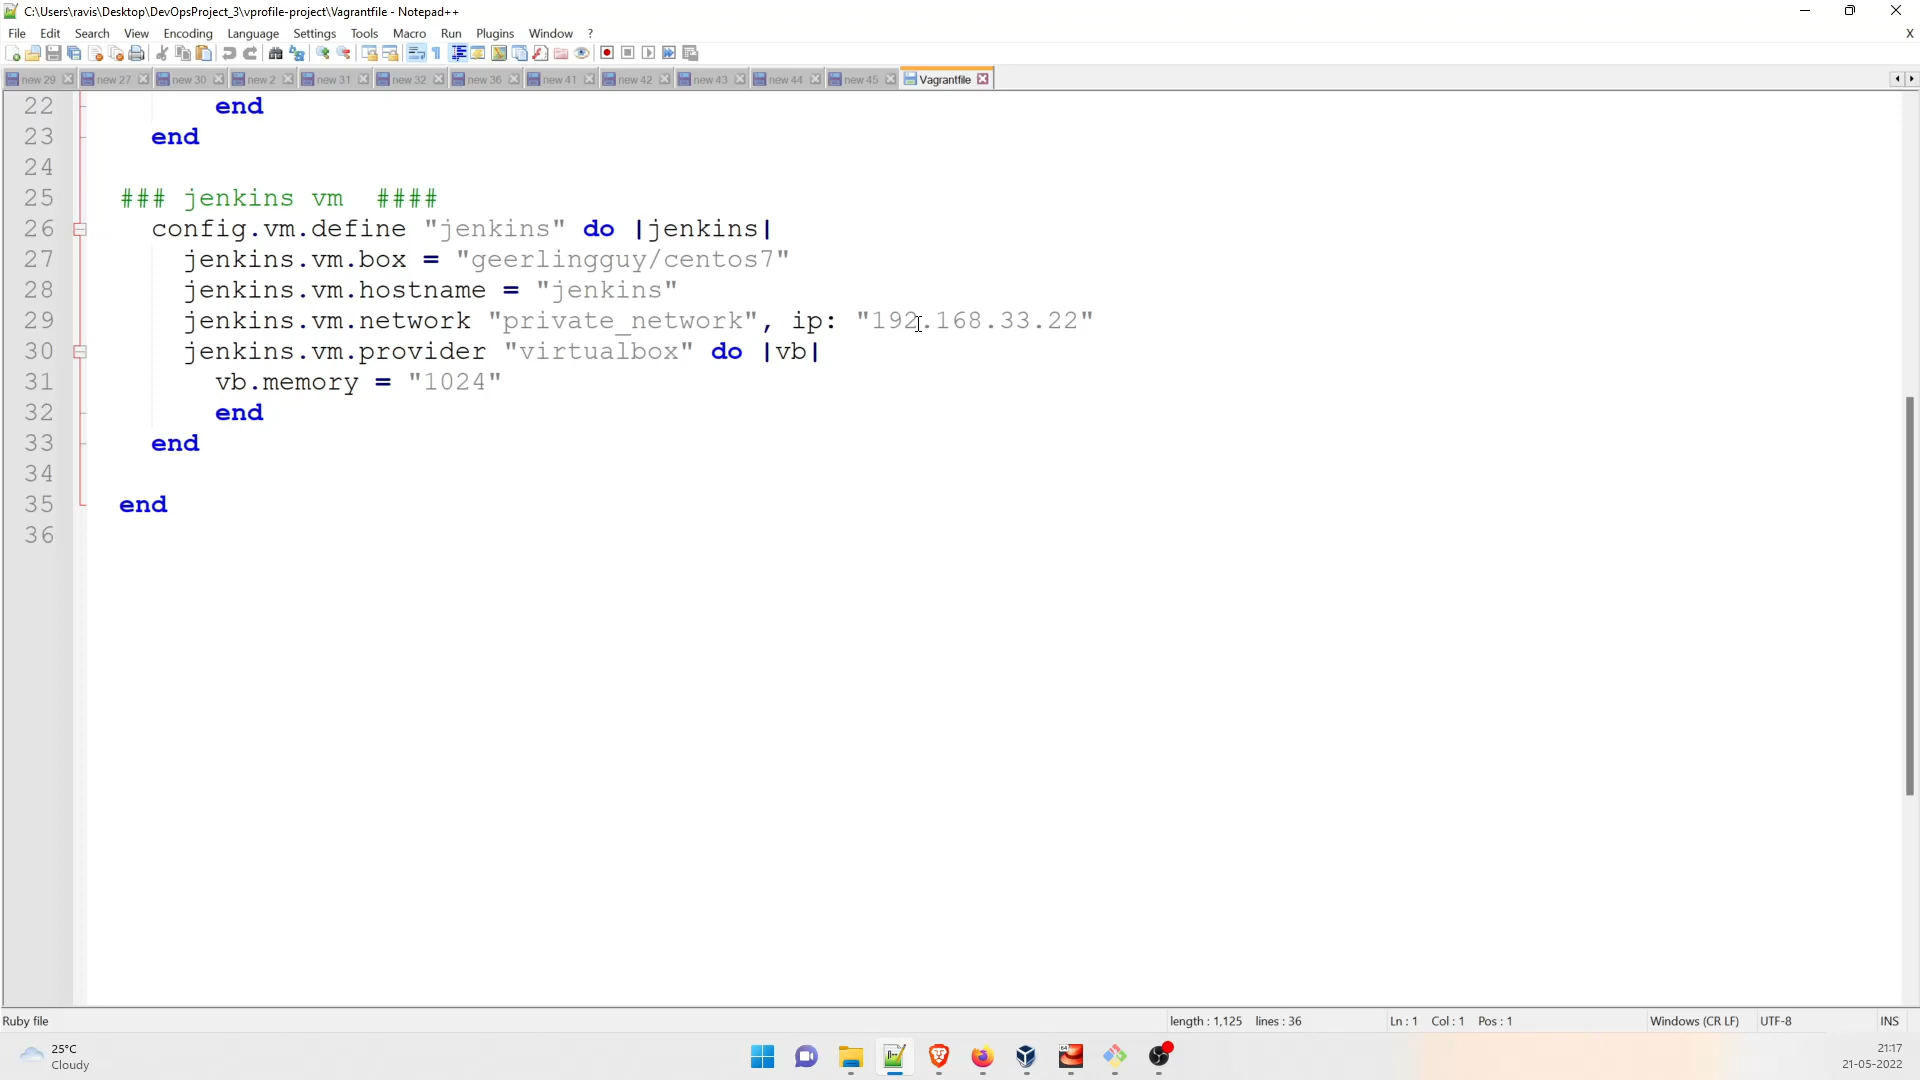 C:\Users\ravis\Desktop\DevOpsProject_3\vprofile-project\Vagrantfile - Notepad++
File Edit Search View Encoding Language Settings Tools Macro Run Plugins Window ? X
new 29 new 27 new 30 new 2 new 31 new 32 new 36 new 41 new 42 new 43 new 44 new 45 Vagrantfile
22 end
23 end
24
25 ### jenkins vm ####
26 config.vm.define "jenkins" do |jenkins|
27 jenkins.vm.box = "geerlingguy/centos7"
28 jenkins.vm.hostname = "jenkins"
29 jenkins.vm.network "private_network", ip: "192.168.33.22"
30 jenkins.vm.provider "virtualbox" do |vb|
31 vb.memory = "1024"
32 end
33 end
34
35 end
36
Ruby file length : 1,125 lines : 36 Ln : 1 Col : 1 Pos : 1 Windows (CR LF) UTF-8 INS
25°C
Cloudy
21:17
21-05-2022